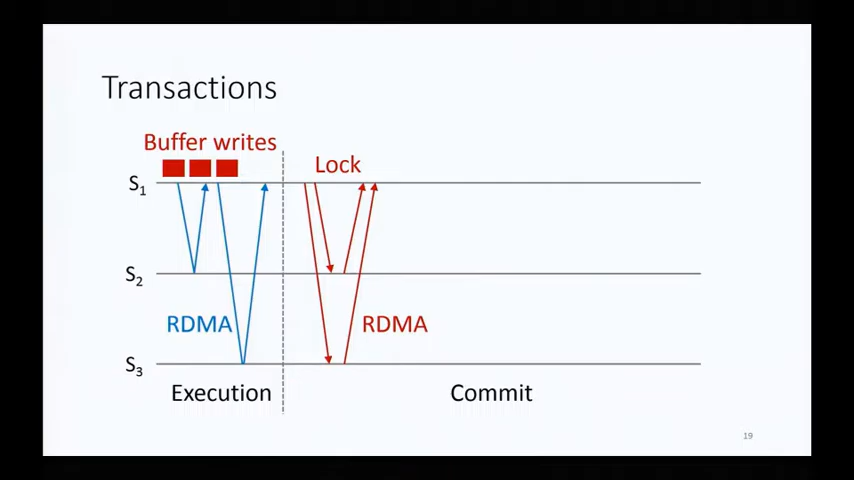 Transactions
Buffer writes
Lock
S1
S2
RDMA
RDMA
S3
Execution
Commit
19